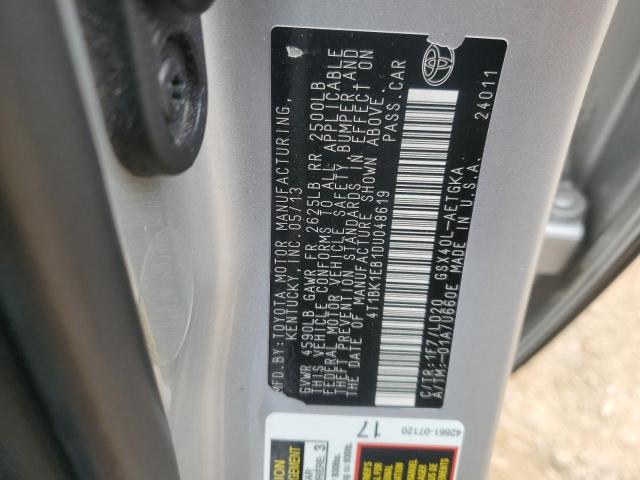 MFD.BY:TOYOTA MOTOR MANUFACTURING,
KENTUCKY, INC. 05/13
GVWR 4590LB GAWR FR 2625LB RR 2500LB
THIS VEHICLE CONFORMS TO ALL APPLICABLE
FEDERAL MOTOR VEHICLE SAFETY, BUMPER, AND
THEFT PREVENTION STANDARDS IN EFFECT ON
THE DATE OF MANUFACTURE SHOWN ABOVE.
4T1BK1EB1DU048619 PASS.CAR
C/TR:1F7/LD20 GSX40L-AETGKA
A/TM:-01A/U660E MADE IN U.S.A.
24011
42661-07120
17